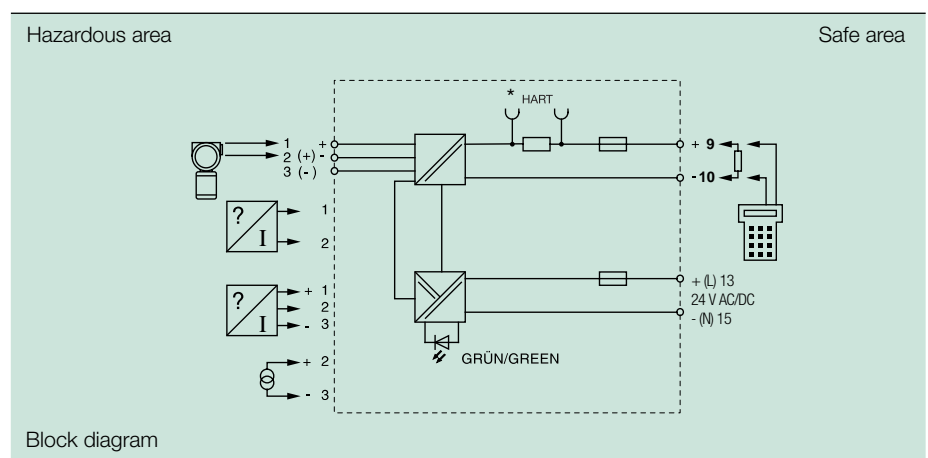 Hazardous area
Safe area
* HART
1 +
2 (+) -
3 (-)
+ 9
- 10
?
I
1
2
?
I
+ 1
2
- 3
+ 2
- 3
+ (L) 13
24 V AC/DC
- (N) 15
GRÜN/GREEN
Block diagram